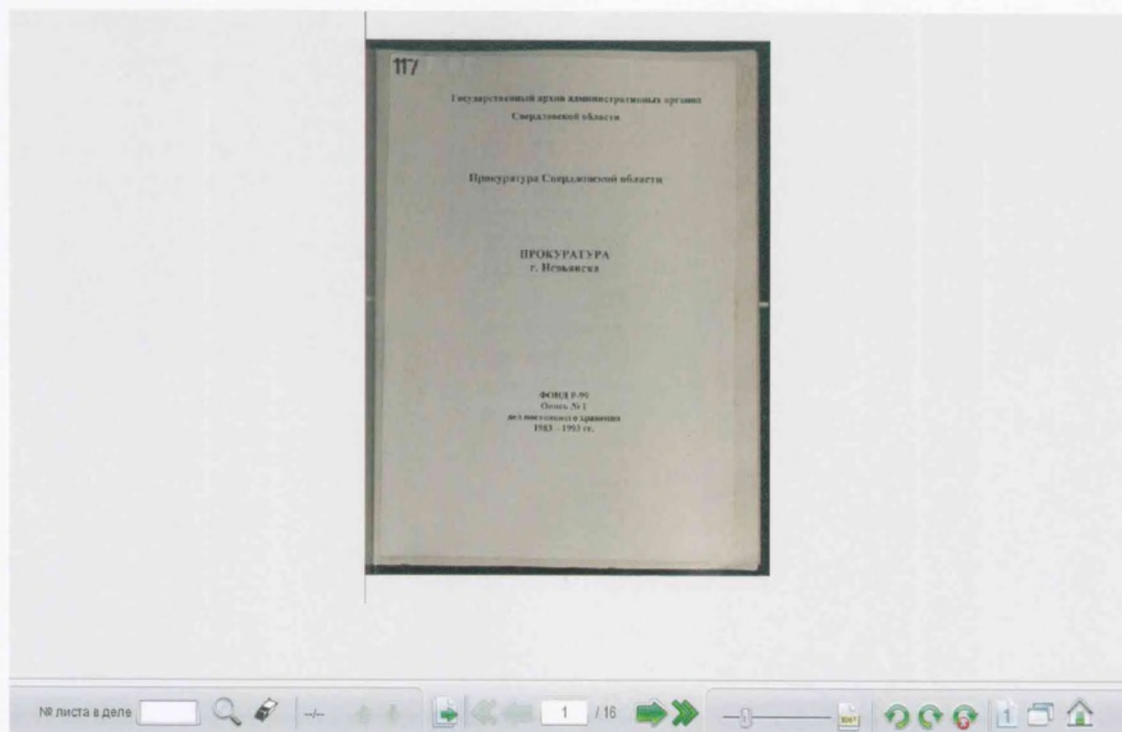 117
Государственный архив административных органов
Свердловской области
Прокуратура Свердловской области
ПРОКУРАТУРА
г. Невьянска
ФОНД Р-99
Опись № 1
дел постоянного хранения
1983 - 1993 гг.
№ листа в деле
--/--
1 / 16
1